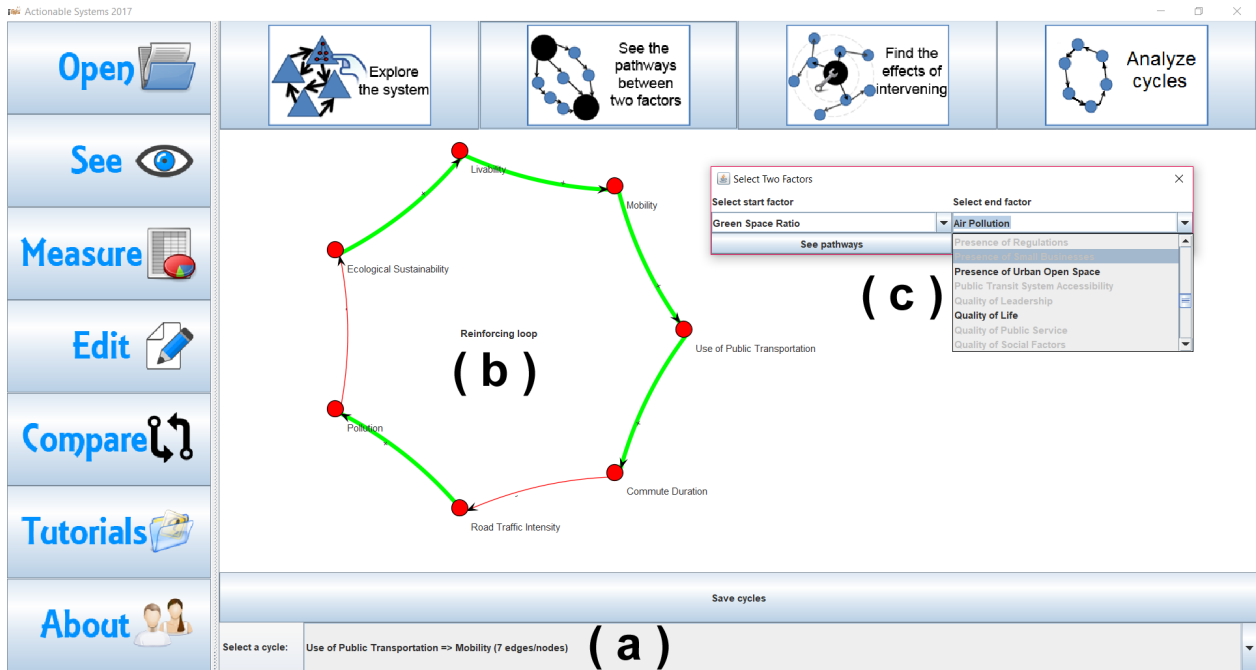 Actionable Systems 2017
Open
See
Measure
Edit
Compare
Tutorials
About
Explore
the system
See the
pathways
between
two factors
Find the
effects of
intervening
Analyze
cycles
Livability
Mobility
Ecological Sustainability
Reinforcing loop
( b )
Use of Public Transportation
Pollution
Commute Duration
Road Traffic Intensity
Select Two Factors
Select start factor
Select end factor
Green Space Ratio
Air Pollution
See pathways
Presence of Regulations
Presence of Small Businesses
Presence of Urban Open Space
Public Transit System Accessibility
Quality of Leadership
Quality of Life
Quality of Public Service
Quality of Social Factors
( c )
Save cycles
Select a cycle:
Use of Public Transportation => Mobility (7 edges/nodes)
( a )